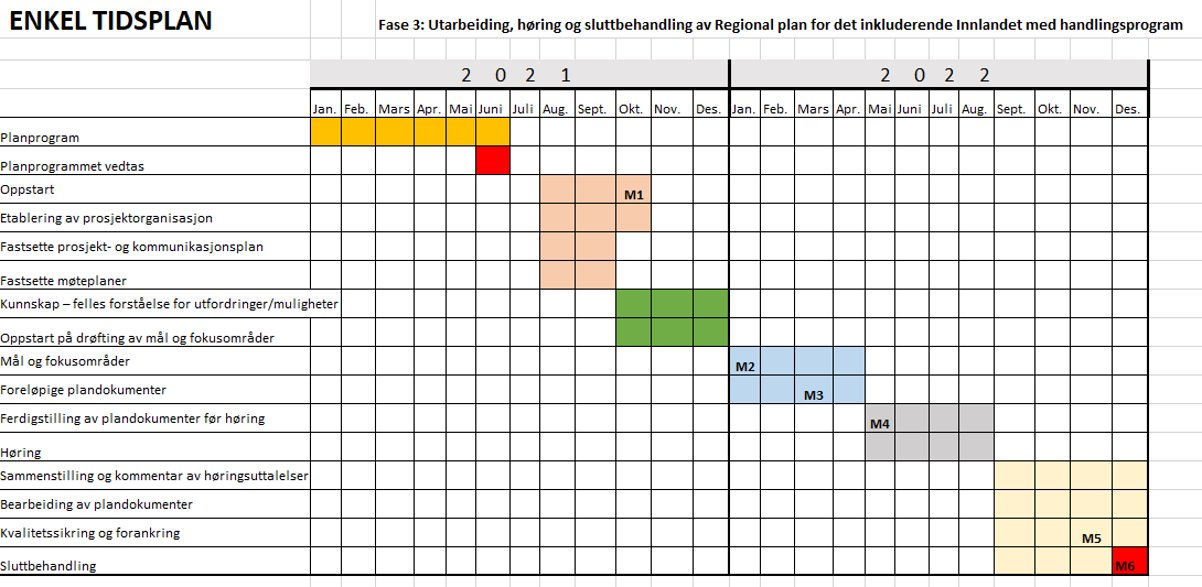 ENKEL TIDSPLAN
Fase 3: Utarbeiding, høring og sluttbehandling av Regional plan for det inkluderende Innlandet med handlingsprogram
2 0 2 1 2 0 2 2
Jan. Feb. Mars Apr. Mai Juni Juli Aug. Sept. Okt. Nov. Des. Jan. Feb. Mars Apr. Mai Juni Juli Aug. Sept. Okt. Nov. Des.
Planprogram
Planprogrammet vedtas
Oppstart M1
Etablering av prosjektorganisasjon
Fastsette prosjekt- og kommunikasjonsplan
Fastsette møteplaner
Kunnskap – felles forståelse for utfordringer/muligheter
Oppstart på drøfting av mål og fokusområder
Mål og fokusområder M2
Foreløpige plandokumenter M3
Ferdigstilling av plandokumenter før høring M4
Høring
Sammenstilling og kommentar av høringsuttalelser
Bearbeiding av plandokumenter
Kvalitetssikring og forankring M5
Sluttbehandling M6